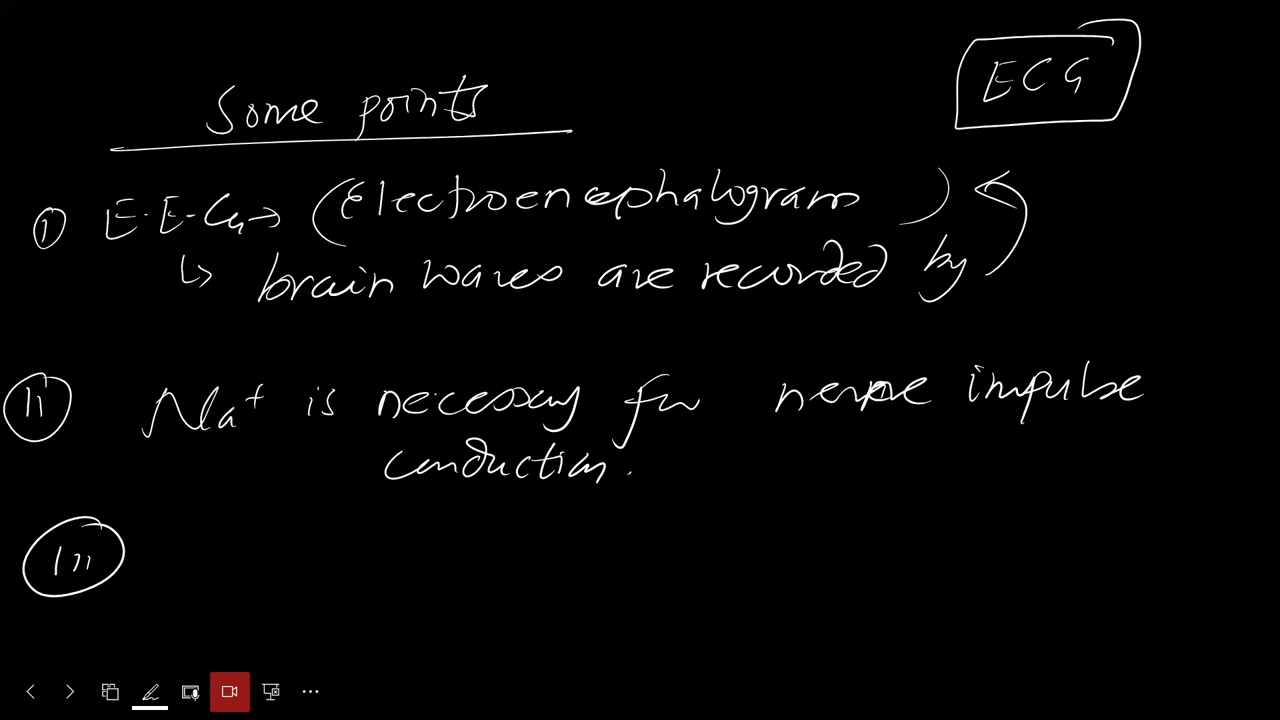 ECG
Some points
i E.E.G→ (Electroencephalogram)
↳ brain waves are recorded by
ii Na+ is necessary for nerve impulse
conduction.
iii